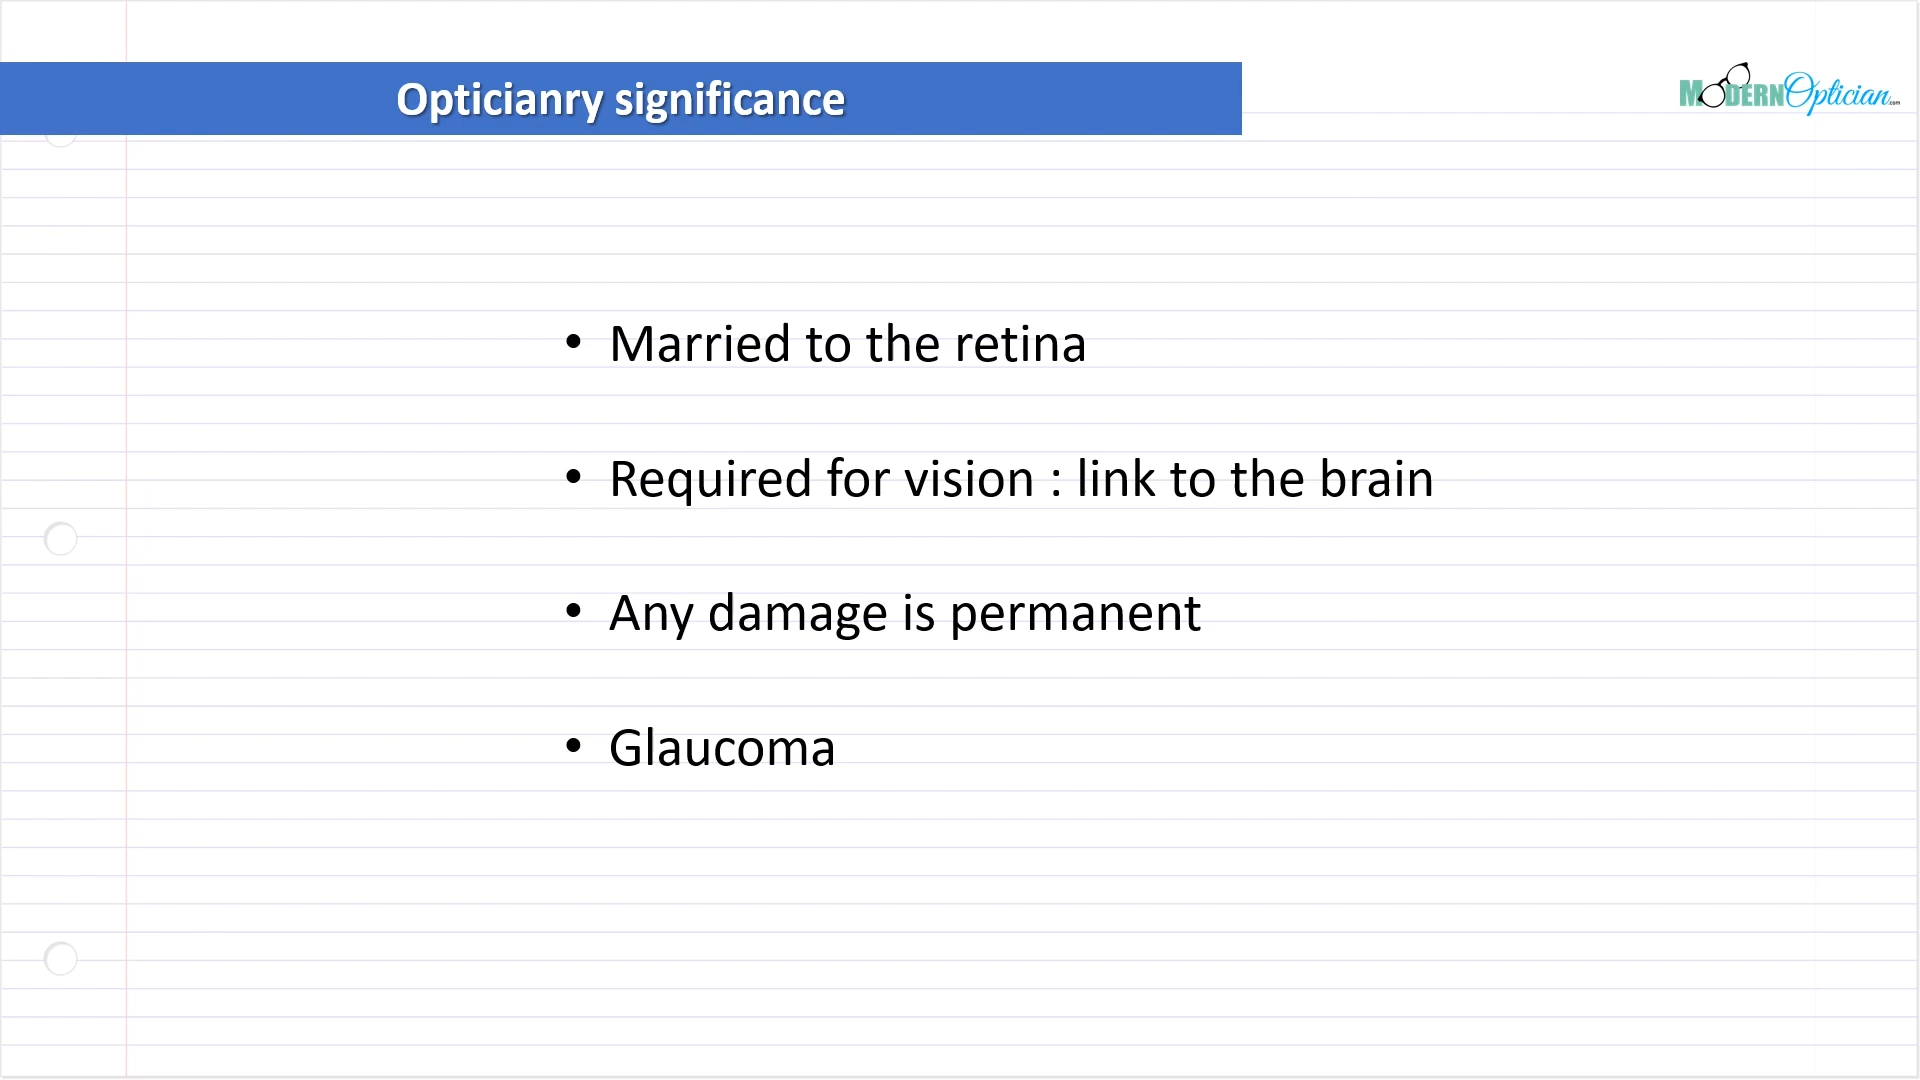 Opticianry significance
MODERNOptician.com
• Married to the retina
• Required for vision : link to the brain
• Any damage is permanent
• Glaucoma